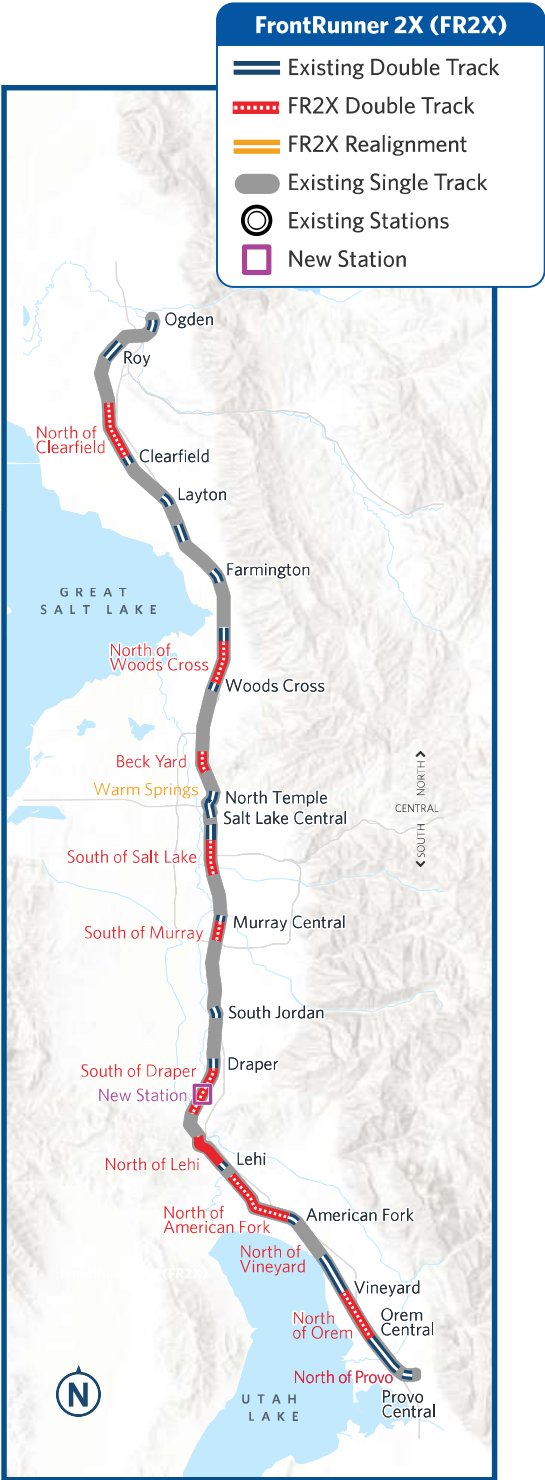 FrontRunner 2X (FR2X)
Existing Double Track
FR2X Double Track
FR2X Realignment
Existing Single Track
Existing Stations
New Station
Ogden
Roy
North of
Clearfield
Clearfield
Layton
Farmington
GREAT
SALT LAKE
North of
Woods Cross
Woods Cross
Beck Yard
Warm Springs
North Temple
Salt Lake Central
NORTH
CENTRAL
SOUTH
South of Salt Lake
Murray Central
South of Murray
South Jordan
Draper
South of Draper
New Station
Lehi
North of Lehi
North of
American Fork
American Fork
North of
Vineyard
Vineyard
North
of Orem
Orem
Central
North of Provo
Provo
Central
UTAH
LAKE
N